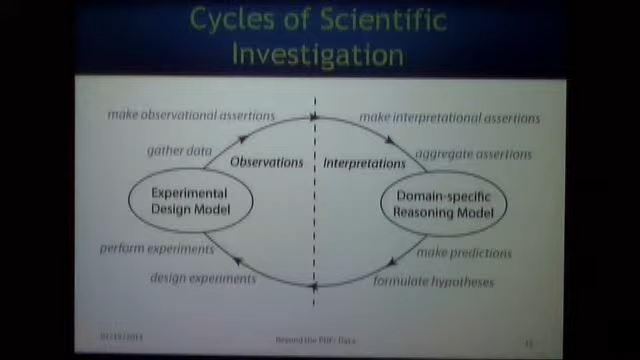 Cycles of Scientific
Investigation
make observational assertions
make interpretational assertions
gather data
aggregate assertions
Observations
Interpretations
Experimental
Design Model
Domain-specific
Reasoning Model
perform experiments
make predictions
design experiments
formulate hypotheses
Beyond the PDF: Data